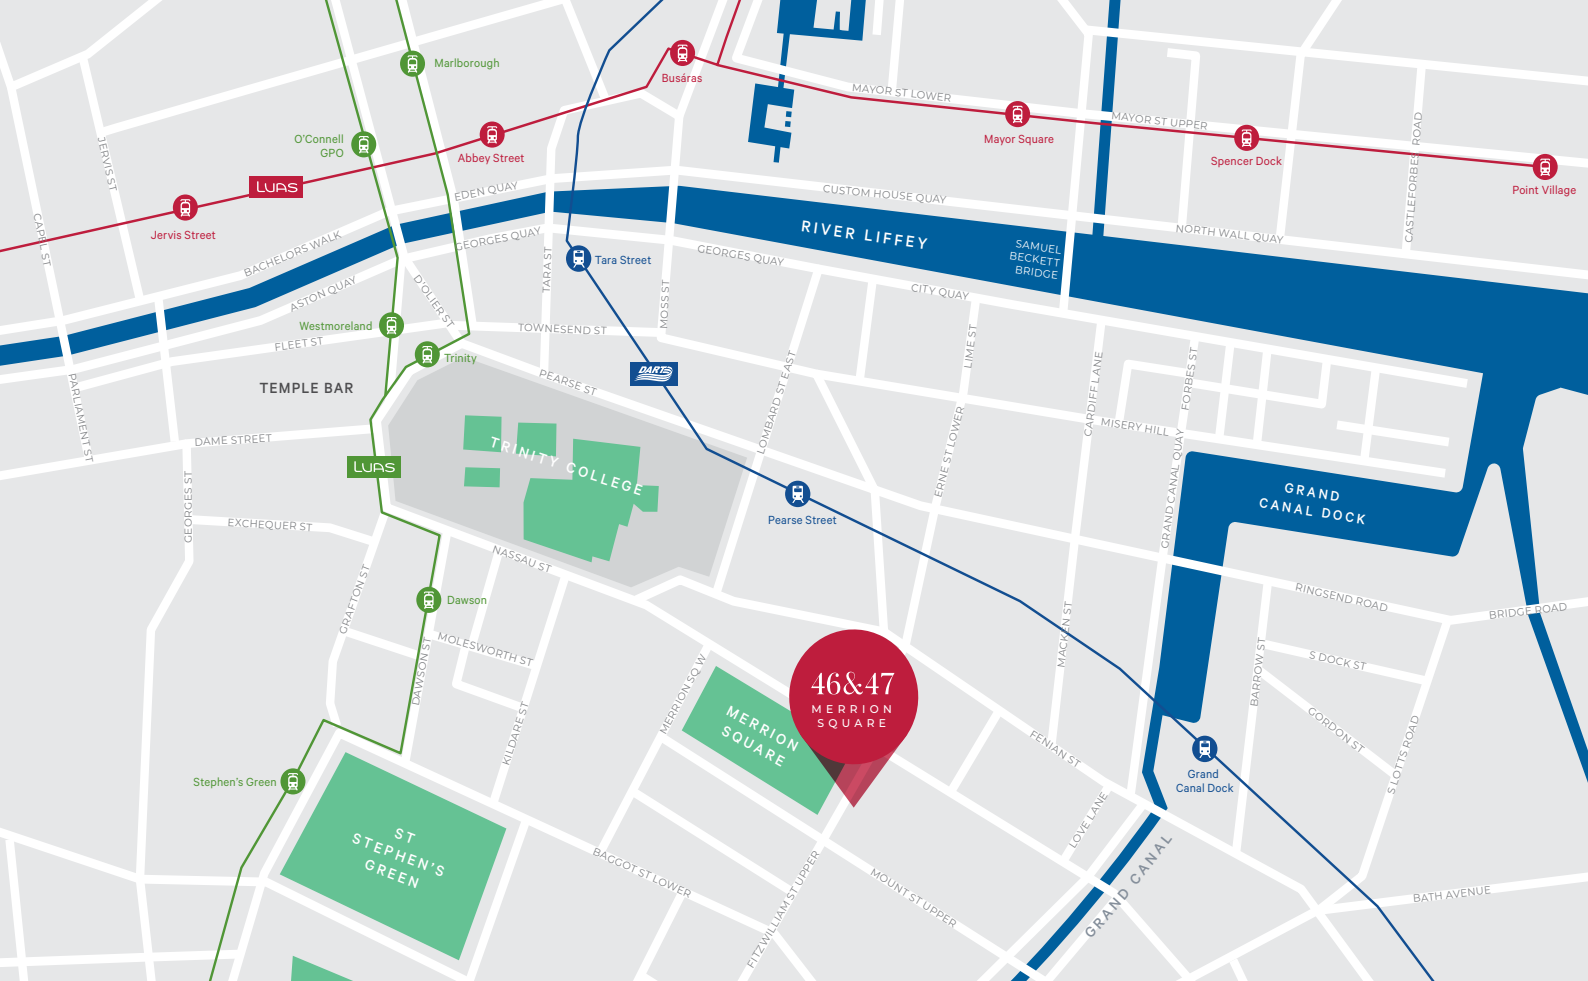 Marlborough
Busáras
MAYOR ST LOWER
MAYOR ST UPPER
Mayor Square
Spencer Dock
Point Village
CASTLEFORBES ROAD
O'Connell
GPO
Abbey Street
LUAS
Jervis Street
JERVIS ST
CAPEL ST
EDEN QUAY
CUSTOM HOUSE QUAY
NORTH WALL QUAY
BACHELORS WALK
GEORGES QUAY
RIVER LIFFEY
SAMUEL
BECKETT
BRIDGE
GEORGES QUAY
CITY QUAY
ASTON QUAY
D'OLIER ST
TARA ST
Tara Street
MOSS ST
Westmoreland
FLEET ST
TOWNESEND ST
Trinity
LIME ST
TEMPLE BAR
PARLIAMENT ST
DART
PEARSE ST
LOMBARD ST EAST
CARDIFF LANE
FORBES ST
MISERY HILL
DAME STREET
LUAS
TRINITY COLLEGE
ERNE ST LOWER
GRAND CANAL QUAY
GRAND
CANAL DOCK
Pearse Street
GEORGES ST
EXCHEQUER ST
NASSAU ST
GRAFTON ST
Dawson
MOLESWORTH ST
DAWSON ST
KILDARE ST
MACKEN ST
RINGSEND ROAD
BRIDGE ROAD
BARROW ST
S DOCK ST
GORDON ST
S LOTTS ROAD
MERRION SQ W
MERRION
SQUARE
46&47
MERRION
SQUARE
FENIAN ST
Grand
Canal Dock
Stephen's Green
ST
STEPHEN'S
GREEN
LOVE LANE
BAGGOT ST LOWER
FITZWILLIAM ST UPPER
MOUNT ST UPPER
GRAND CANAL
BATH AVENUE